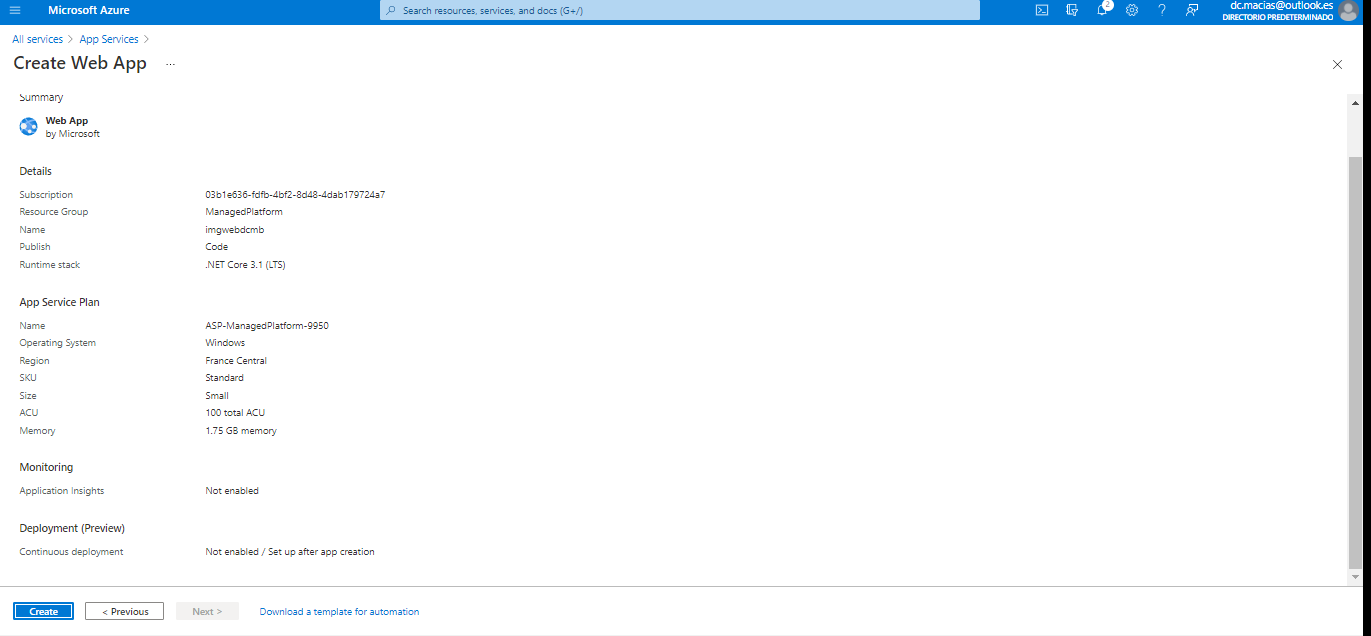 Microsoft Azure
Search resources, services, and docs (G+/)
2
dc.macias@outlook.es
DIRECTORIO PREDETERMINADO
All services > App Services >
Create Web App ...
Summary
Web App
by Microsoft
Details
Subscription 03b1e636-fdfb-4bf2-8d48-4dab179724a7
Resource Group ManagedPlatform
Name imgwebdcmb
Publish Code
Runtime stack .NET Core 3.1 (LTS)
App Service Plan
Name ASP-ManagedPlatform-9950
Operating System Windows
Region France Central
SKU Standard
Size Small
ACU 100 total ACU
Memory 1.75 GB memory
Monitoring
Application Insights Not enabled
Deployment (Preview)
Continuous deployment Not enabled / Set up after app creation
Create < Previous Next > Download a template for automation